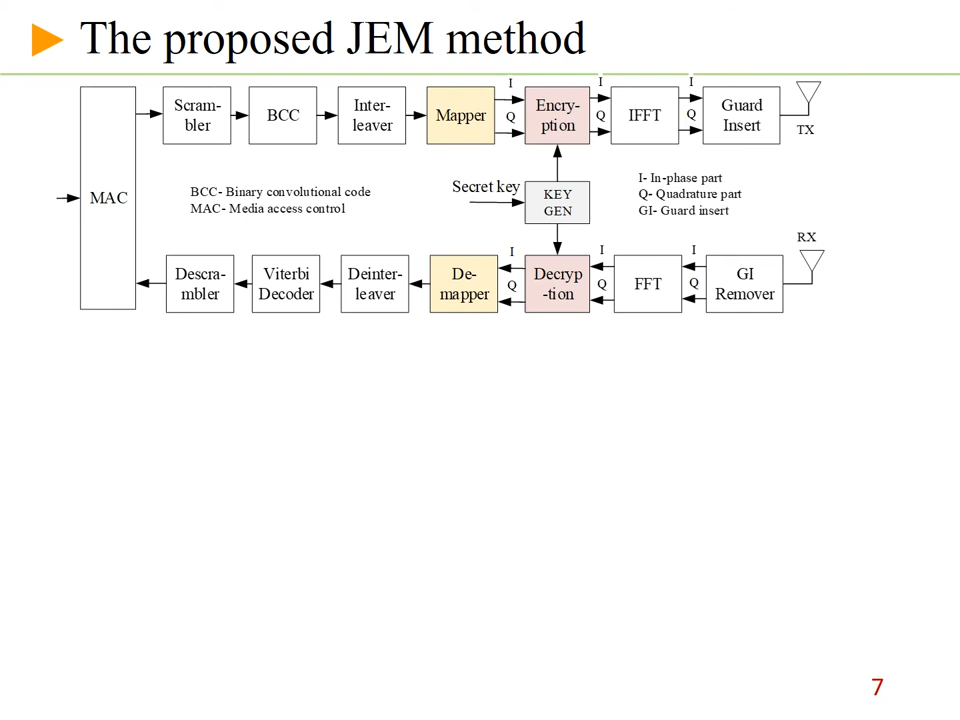 The proposed JEM method
I
I
I
Scram-
bler
BCC
Inter-
leaver
Mapper
Encry-
ption
IFFT
Guard
Insert
Q
Q
Q
TX
MAC
BCC- Binary convolutional code
MAC- Media access control
Secret key
KEY
GEN
I- In-phase part
Q- Quadrature part
GI- Guard insert
RX
I
I
I
Descra-
mbler
Viterbi
Decoder
Deinter-
leaver
De-
mapper
Decryp
-tion
FFT
GI
Remover
Q
Q
Q
7